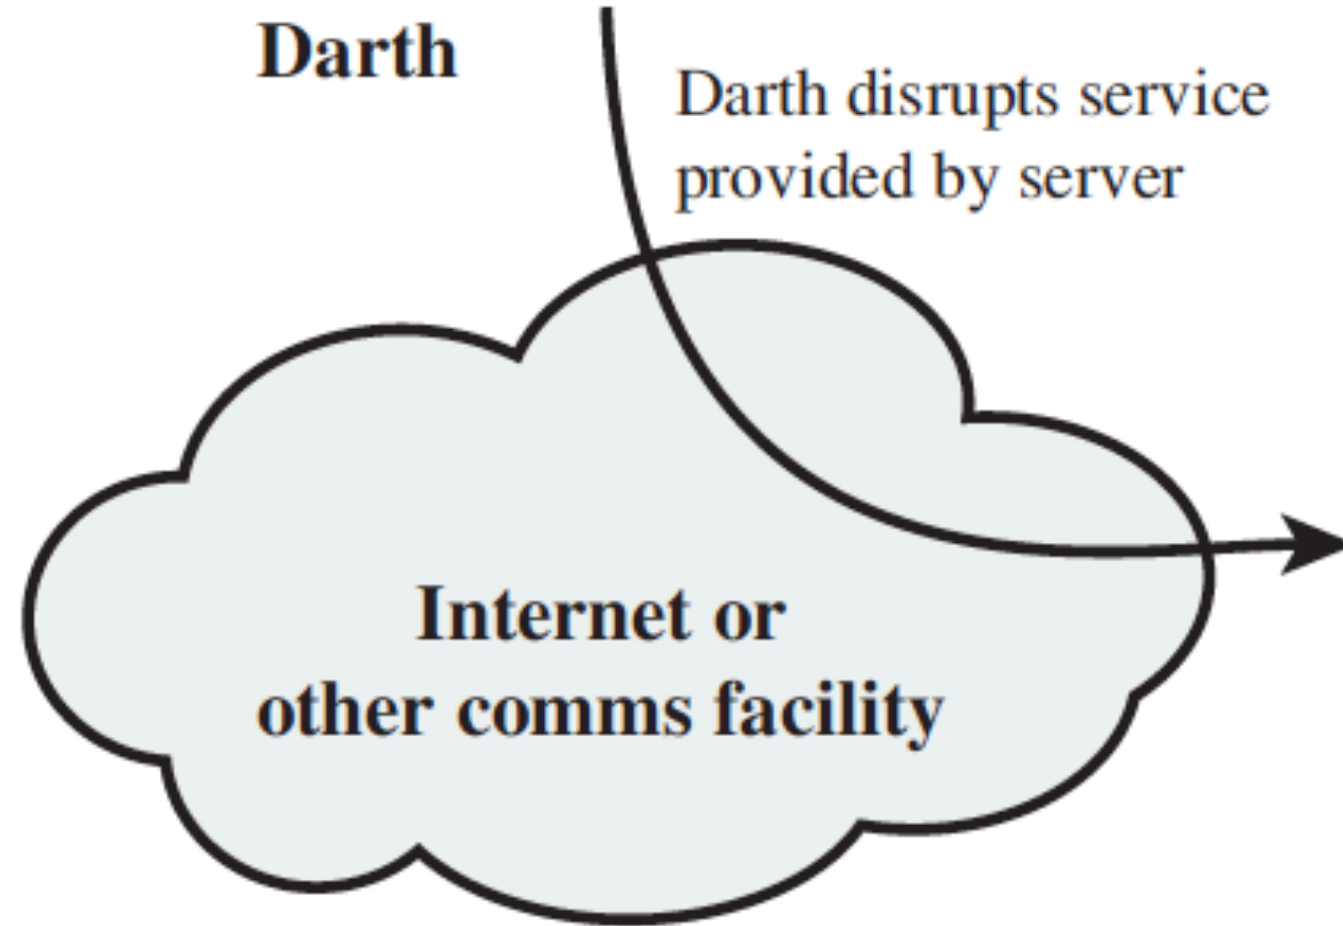 Darth
Darth disrupts service
provided by server
Internet or
other comms facility